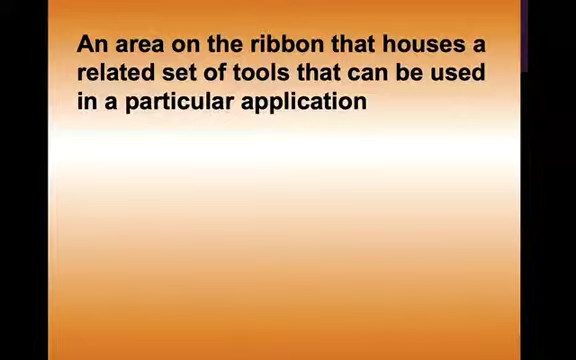 An area on the ribbon that houses a
related set of tools that can be used
in a particular application